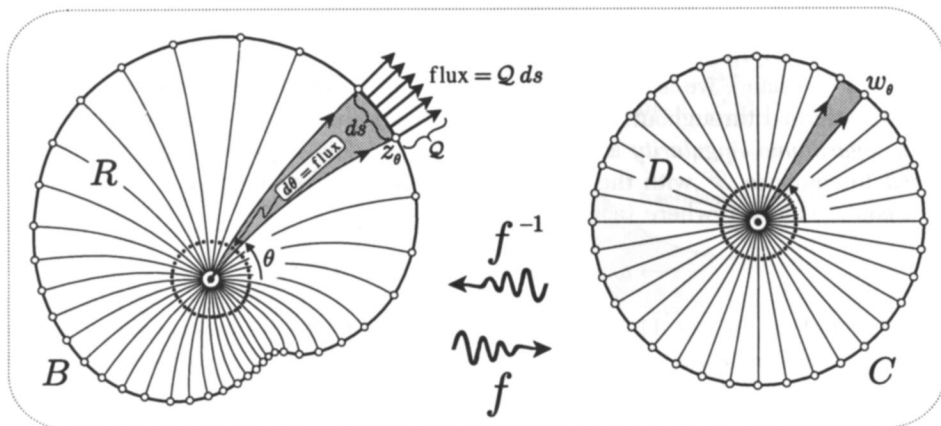 flux = Q ds
ds
z_θ
Q
dθ = flux
R
θ
B
f⁻¹
f
w_θ
D
C